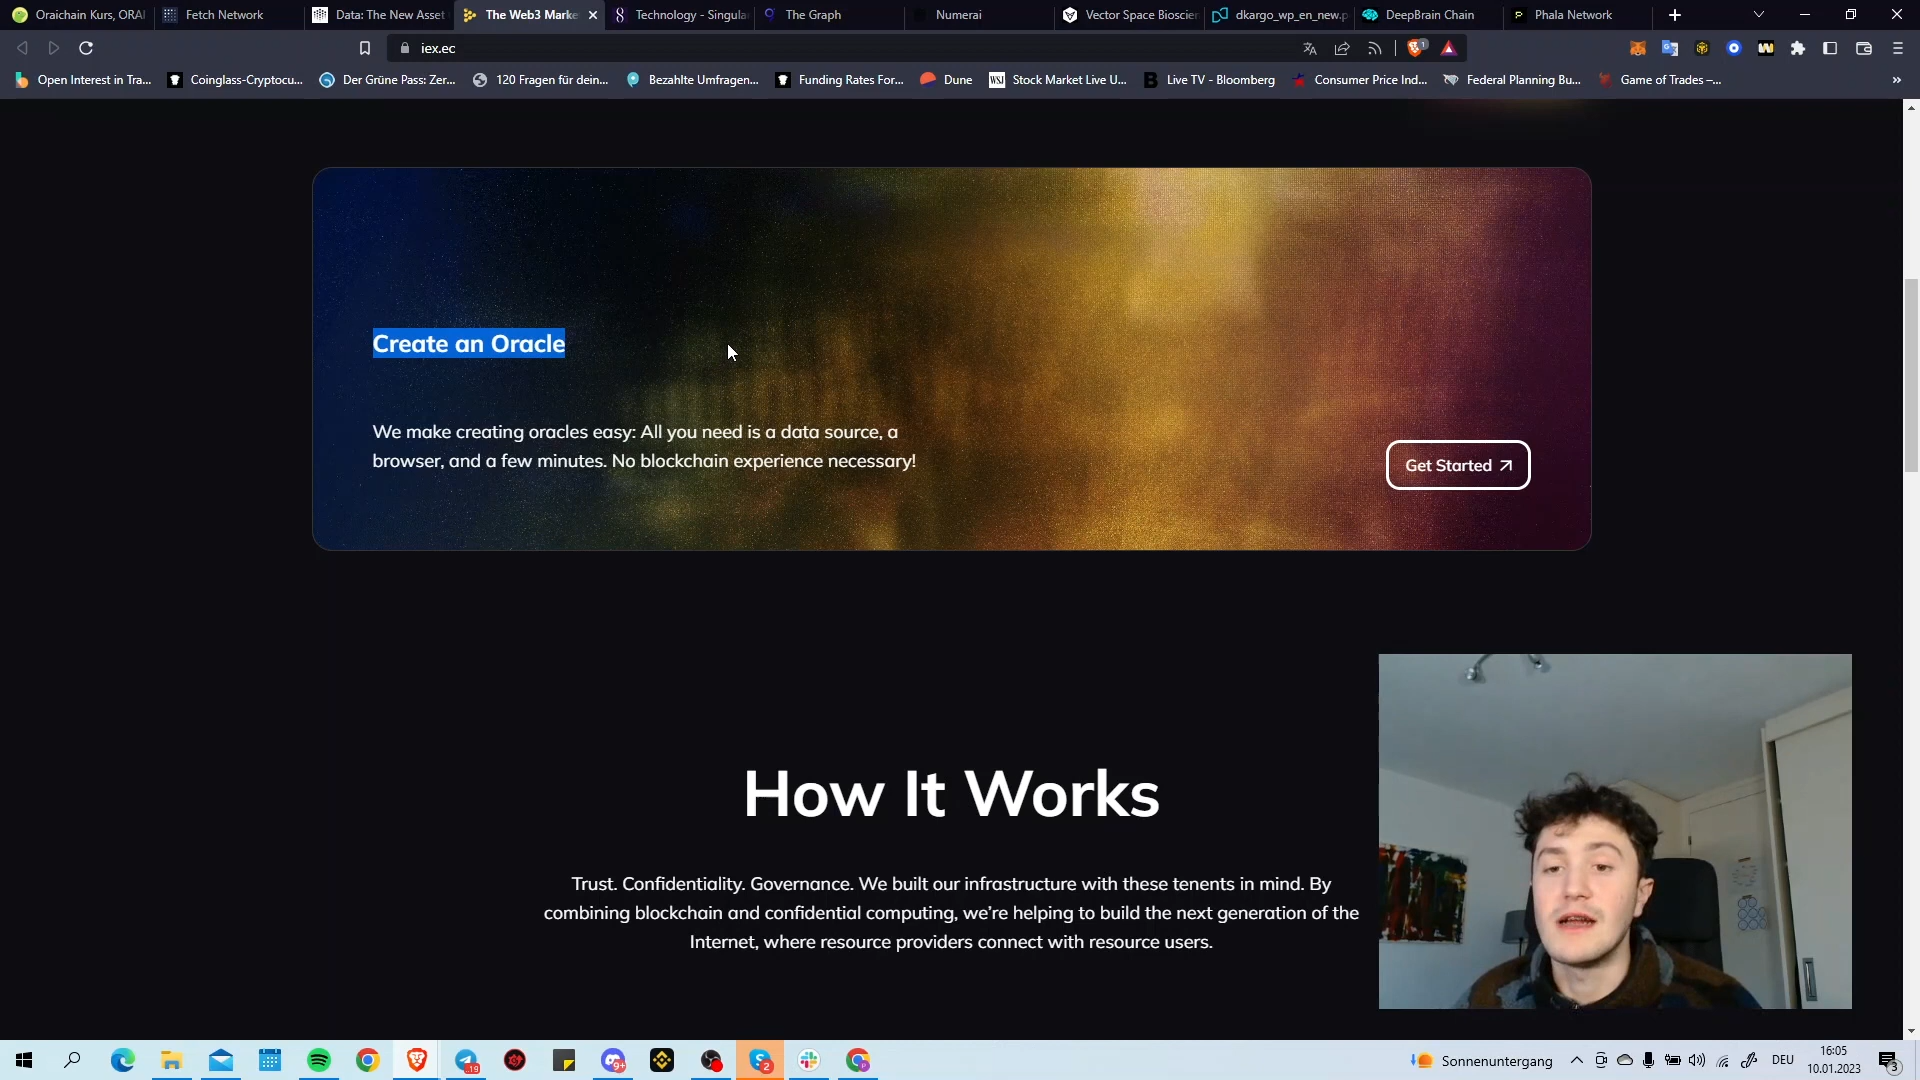 Oraichain Kurs, ORAI
Fetch Network
Data: The New Asset
The Web3 Marke
Technology - Singular
The Graph
Numerai
Vector Space Bioscien
dkargo_wp_en_new.p
DeepBrain Chain
Phala Network
iex.ec
Open Interest in Tra...
Coinglass-Cryptocu...
Der Grüne Pass: Zer...
120 Fragen für dein...
Bezahlte Umfragen...
Funding Rates For...
Dune
WSJ
Stock Market Live U...
B
Live TV - Bloomberg
Consumer Price Ind...
Federal Planning Bu...
Game of Trades –...
»
Create an Oracle
We make creating oracles easy: All you need is a data source, a
browser, and a few minutes. No blockchain experience necessary!
Get Started
How It Works
Trust. Confidentiality. Governance. We built our infrastructure with these tenents in mind. By
combining blockchain and confidential computing, we're helping to build the next generation of the
Internet, where resource providers connect with resource users.
Sonnenuntergang
DEU
16:05
10.01.2023
3